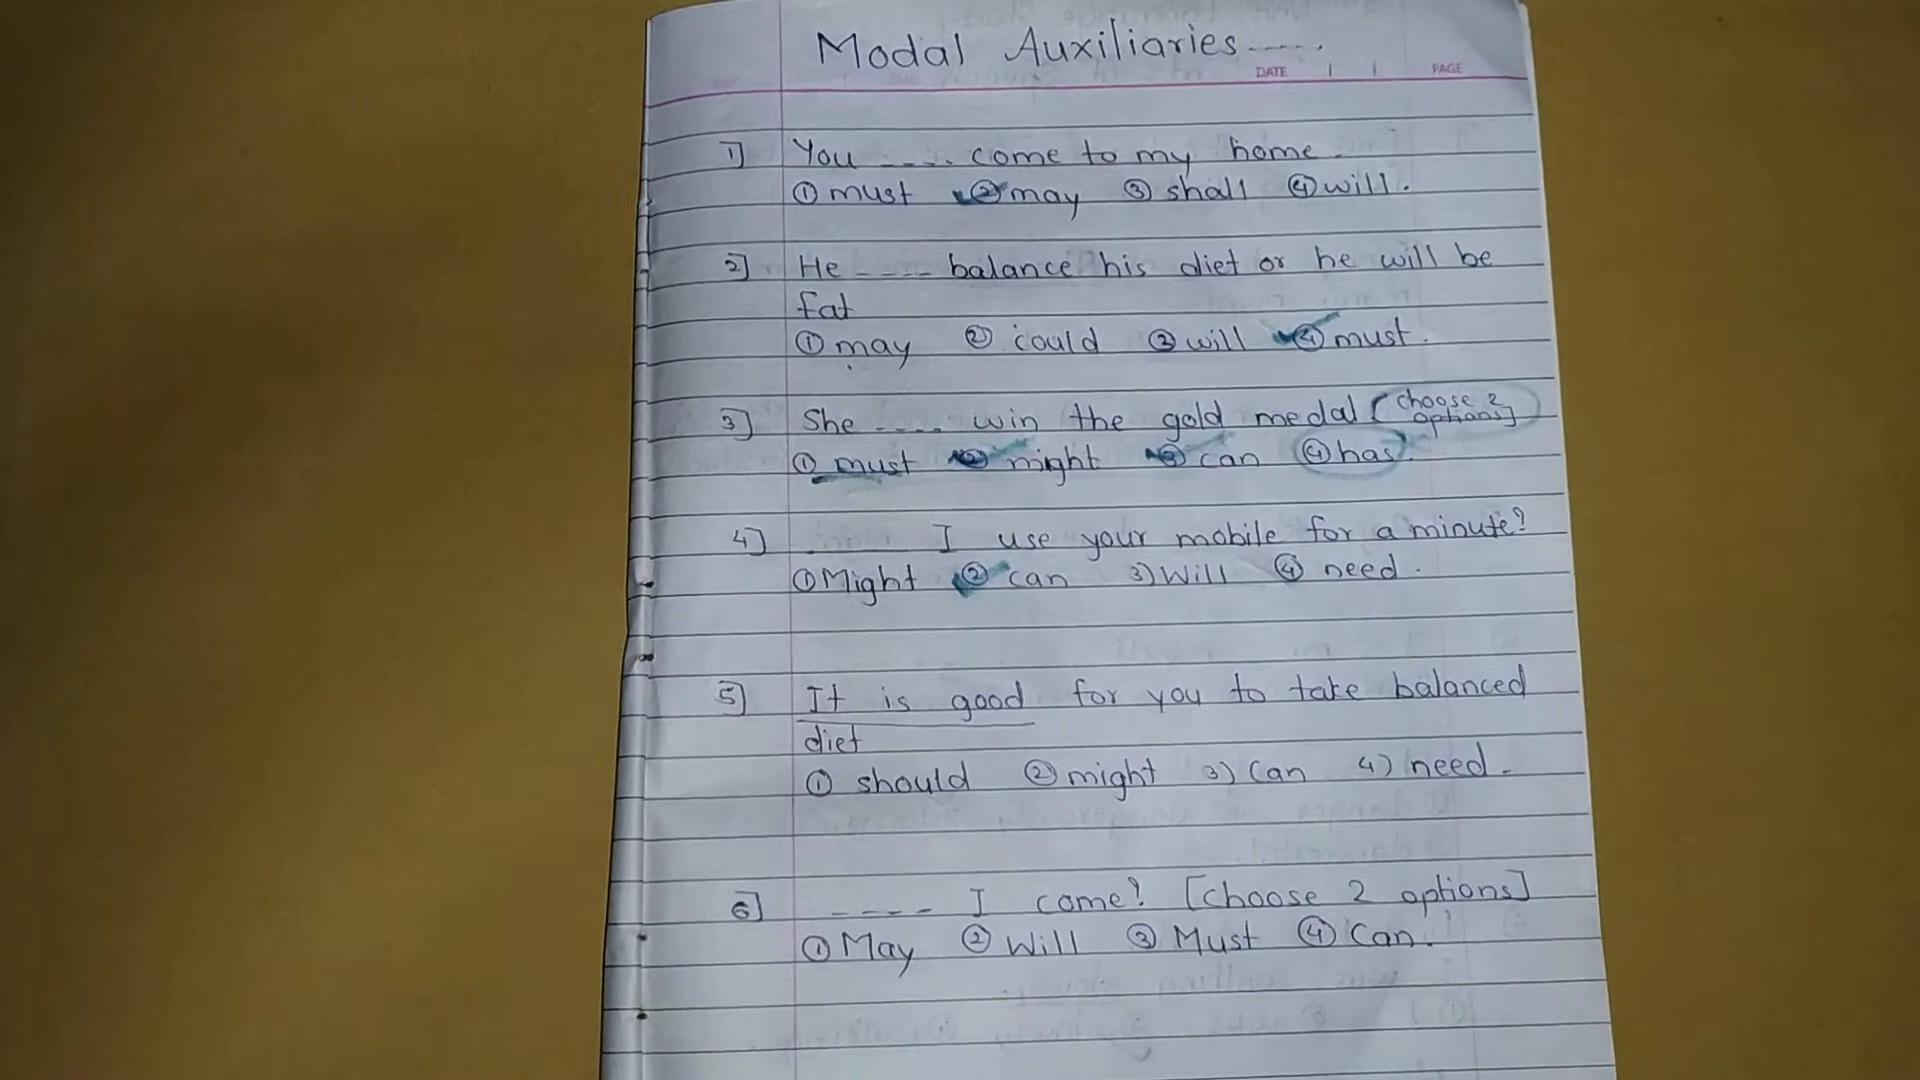 Modal Auxiliaries-----.
DATE | | PAGE
1] You ---- come to my home.
① must ② may ③ shall ④ will.
2] He ---- balance his diet or he will be
fat
① may ② could ③ will ④ must.
3] She ---- win the gold medal [choose 2
options]
① must ② might ③ can ④ has.
4] ---- I use your mobile for a minute?
① Might ② can 3) Will ④ need.
5] It is good for you to take balanced
diet
① should ② might 3) Can 4) need.
6] ---- I come? [choose 2 options]
① May ② Will ③ Must ④ Can.